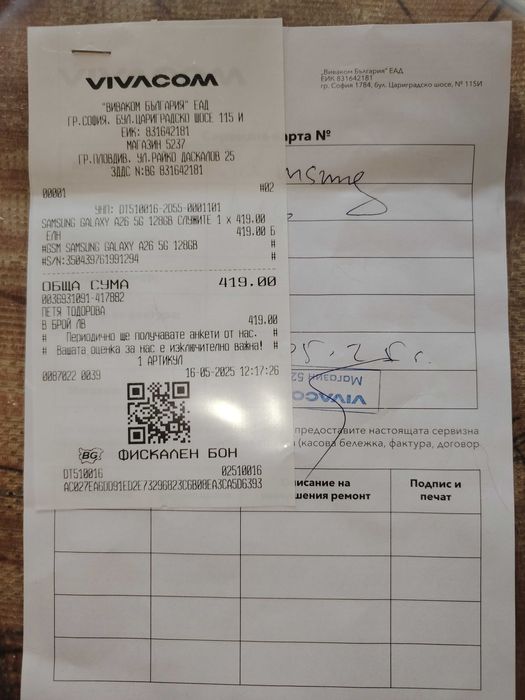 VIVACOM
"ВИВАКОМ БЪЛГАРИЯ" ЕАД
ГР.СОФИЯ, БУЛ.ЦАРИГРАДСКО ШОСЕ 115 И
ЕИК: 831642181
МАГАЗИН 5237
ГР.ПЛОВДИВ, УЛ.РАЙКО ДАСКАЛОВ 25
ЗДДС N:BG 831642181
00001 #02
УНП: DT510016-2D55-0001101
SAMSUNG GALAXY A26 5G 128GB СЛУЖИТЕ 1 x 419.00
ЕЛН 419.00 Б
#GSM SAMSUNG GALAXY A26 5G 128GB #
#S/N:350439761991294 #
ОБЩА СУМА 419.00
0036931091-417882
ПЕТЯ ТОДОРОВА
В БРОЙ ЛВ 419.00
# Периодично ще получавате анкети от нас. #
# Вашата оценка за нас е изключително важна! #
1 АРТИКУЛ
0087022 0039 16-05-2025 12:17:26
BG ФИСКАЛЕН БОН
DT510016 02510016
"Виваком България" ЕАД
ЕИК 831642181
гр. София 1784, бул. Цариградско шосе, № 115И
арта №
msung
05.25г.
VIVACO
Магазин 52
предоставите настоящата сервизна
(касова бележка, фактура, договор
писание на
шения ремонт
Подпис и
печат